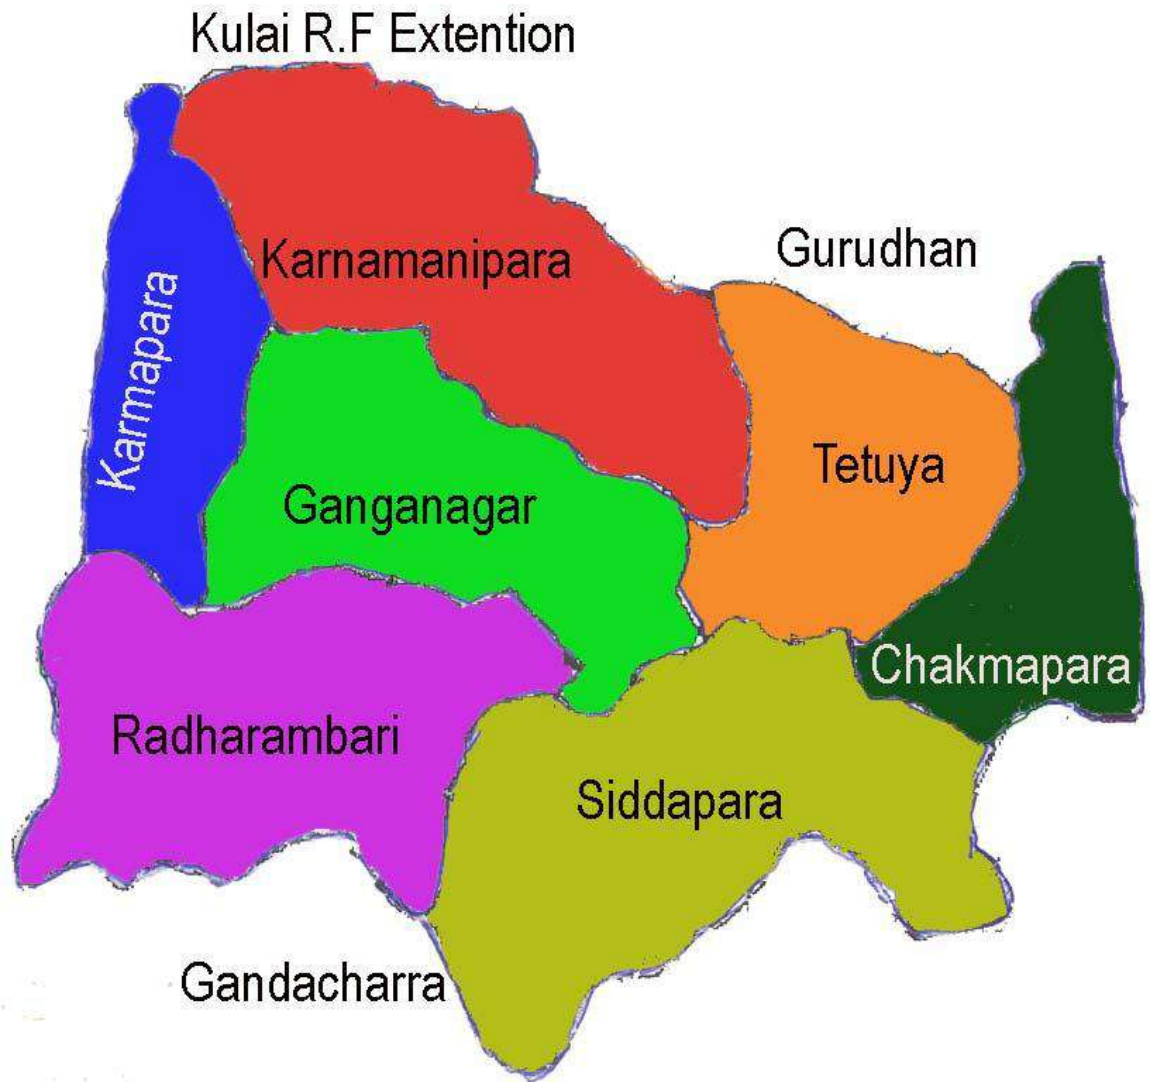 Kulai R.F Extention
Gurudhan
Karnamanipara
Karmapara
Tetuya
Ganganagar
Chakmapara
Radharambari
Siddapara
Gandacharra